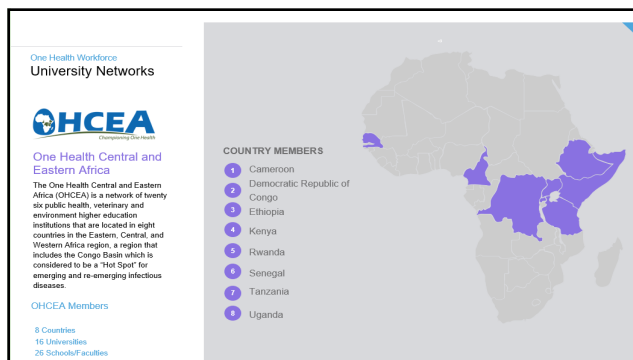 One Health Workforce
University Networks
OHCEA
Championing One Health
One Health Central and
Eastern Africa
The One Health Central and Eastern
Africa (OHCEA) is a network of twenty
six public health, veterinary and
environment higher education
institutions that are located in eight
countries in the Eastern, Central, and
Western Africa region, a region that
includes the Congo Basin which is
considered to be a "Hot Spot" for
emerging and re-emerging infectious
diseases.
OHCEA Members
8 Countries
16 Universities
26 Schools/Faculties
COUNTRY MEMBERS
1 Cameroon
2 Democratic Republic of
Congo
3 Ethiopia
4 Kenya
5 Rwanda
6 Senegal
7 Tanzania
8 Uganda